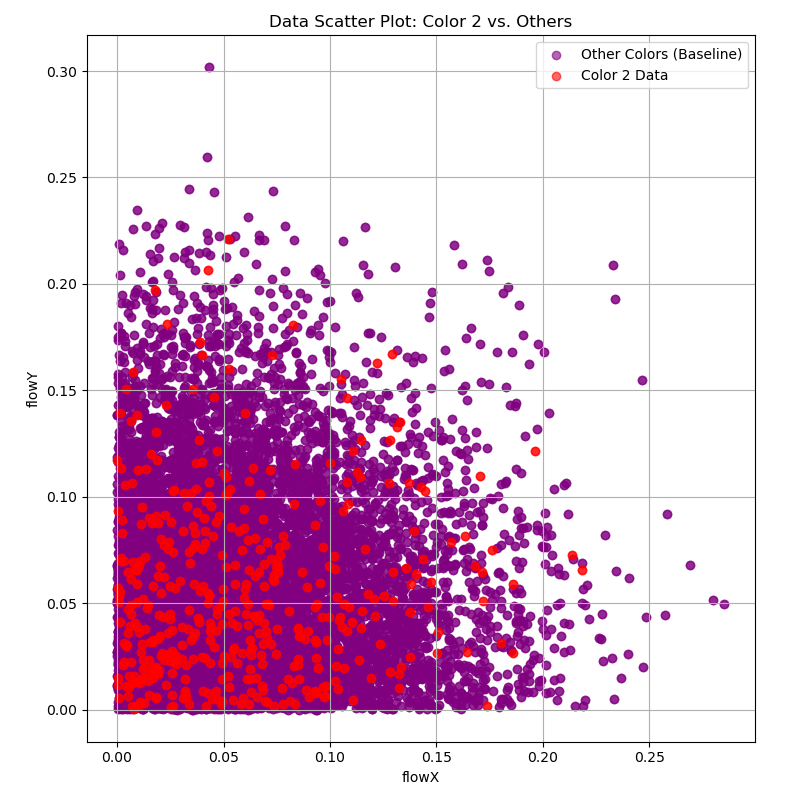 Data Scatter Plot: Color 2 vs. Others
Other Colors (Baseline)
Color 2 Data
0.30
0.25
0.20
0.15
0.10
0.05
0.00
flowY
0.00 0.05 0.10 0.15 0.20 0.25
flowX